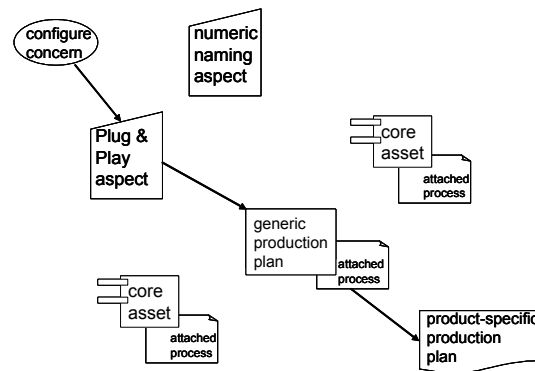 configure
concern
numeric
naming
aspect
Plug &
Play
aspect
core
asset
attached
process
generic
production
plan
attached
process
core
asset
attached
process
product-specific
production
plan